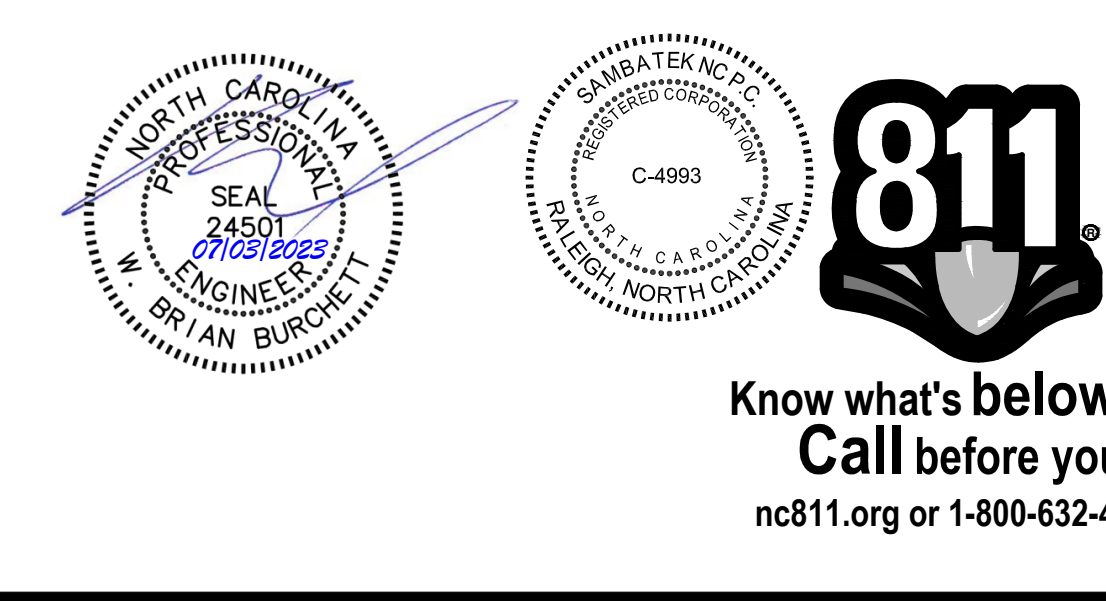 NORTH CAROLINA
PROFESSIONAL
SEAL
24501
07/03/2023
ENGINEER
W. BRIAN BURCHETT
SAMBATEK NC P.C.
REGISTERED CORPORATION
C-4993
NORTH CAROLINA
RALEIGH, NORTH CAROLINA
811®
Know what's below
Call before you
nc811.org or 1-800-632-4